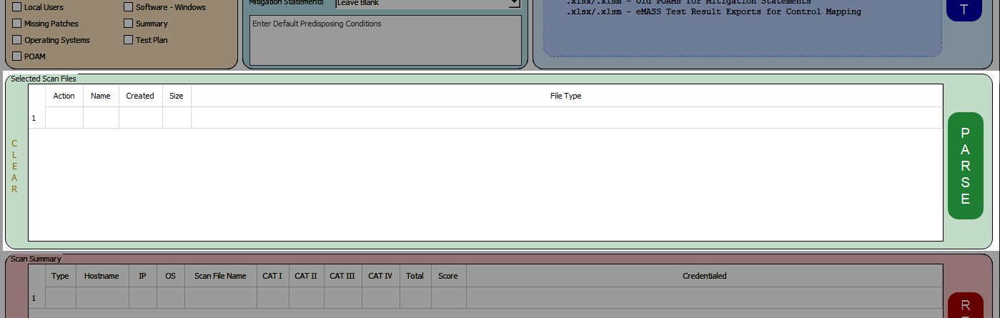 Local Users
Software - Windows
Missing Patches
Summary
Operating Systems
Test Plan
POAM
Mitigation Statements
Leave Blank
Enter Default Predisposing Conditions
.xlsx/.xlsm - Old POAMs for Mitigation Statements
.xlsx/.xlsm - eMASS Test Result Exports for Control Mapping
T
Selected Scan Files
Action Name Created Size File Type
1
CLEAR
PARSE
Scan Summary
Type Hostname IP OS Scan File Name CAT I CAT II CAT III CAT IV Total Score Credentialed
1
R